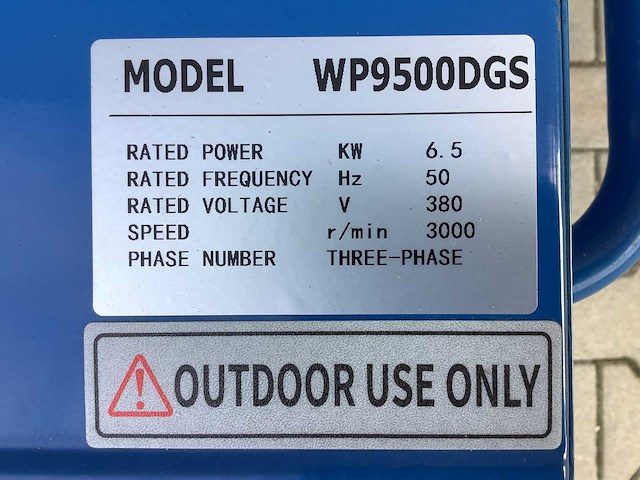 MODEL WP9500DGS
RATED POWER KW 6.5
RATED FREQUENCY Hz 50
RATED VOLTAGE V 380
SPEED r/min 3000
PHASE NUMBER THREE-PHASE
OUTDOOR USE ONLY